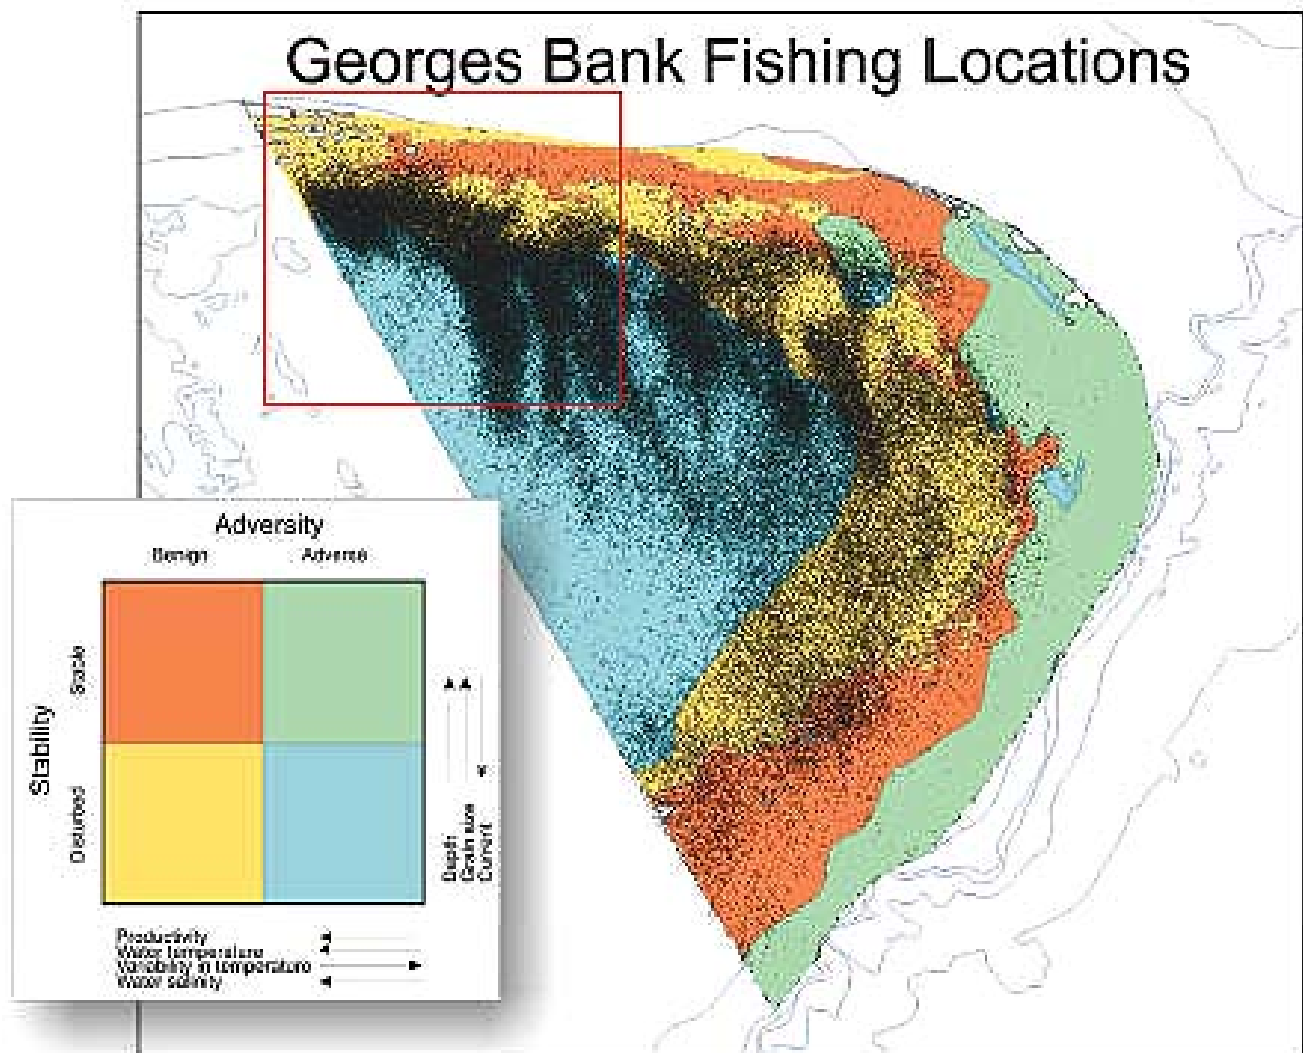 Georges Bank Fishing Locations
Adversity
Benign Adverse
Stability
Stable
Disturbed
Depth
Grain size
Current
Productivity
Water temperature
Variability in temperature
Water salinity